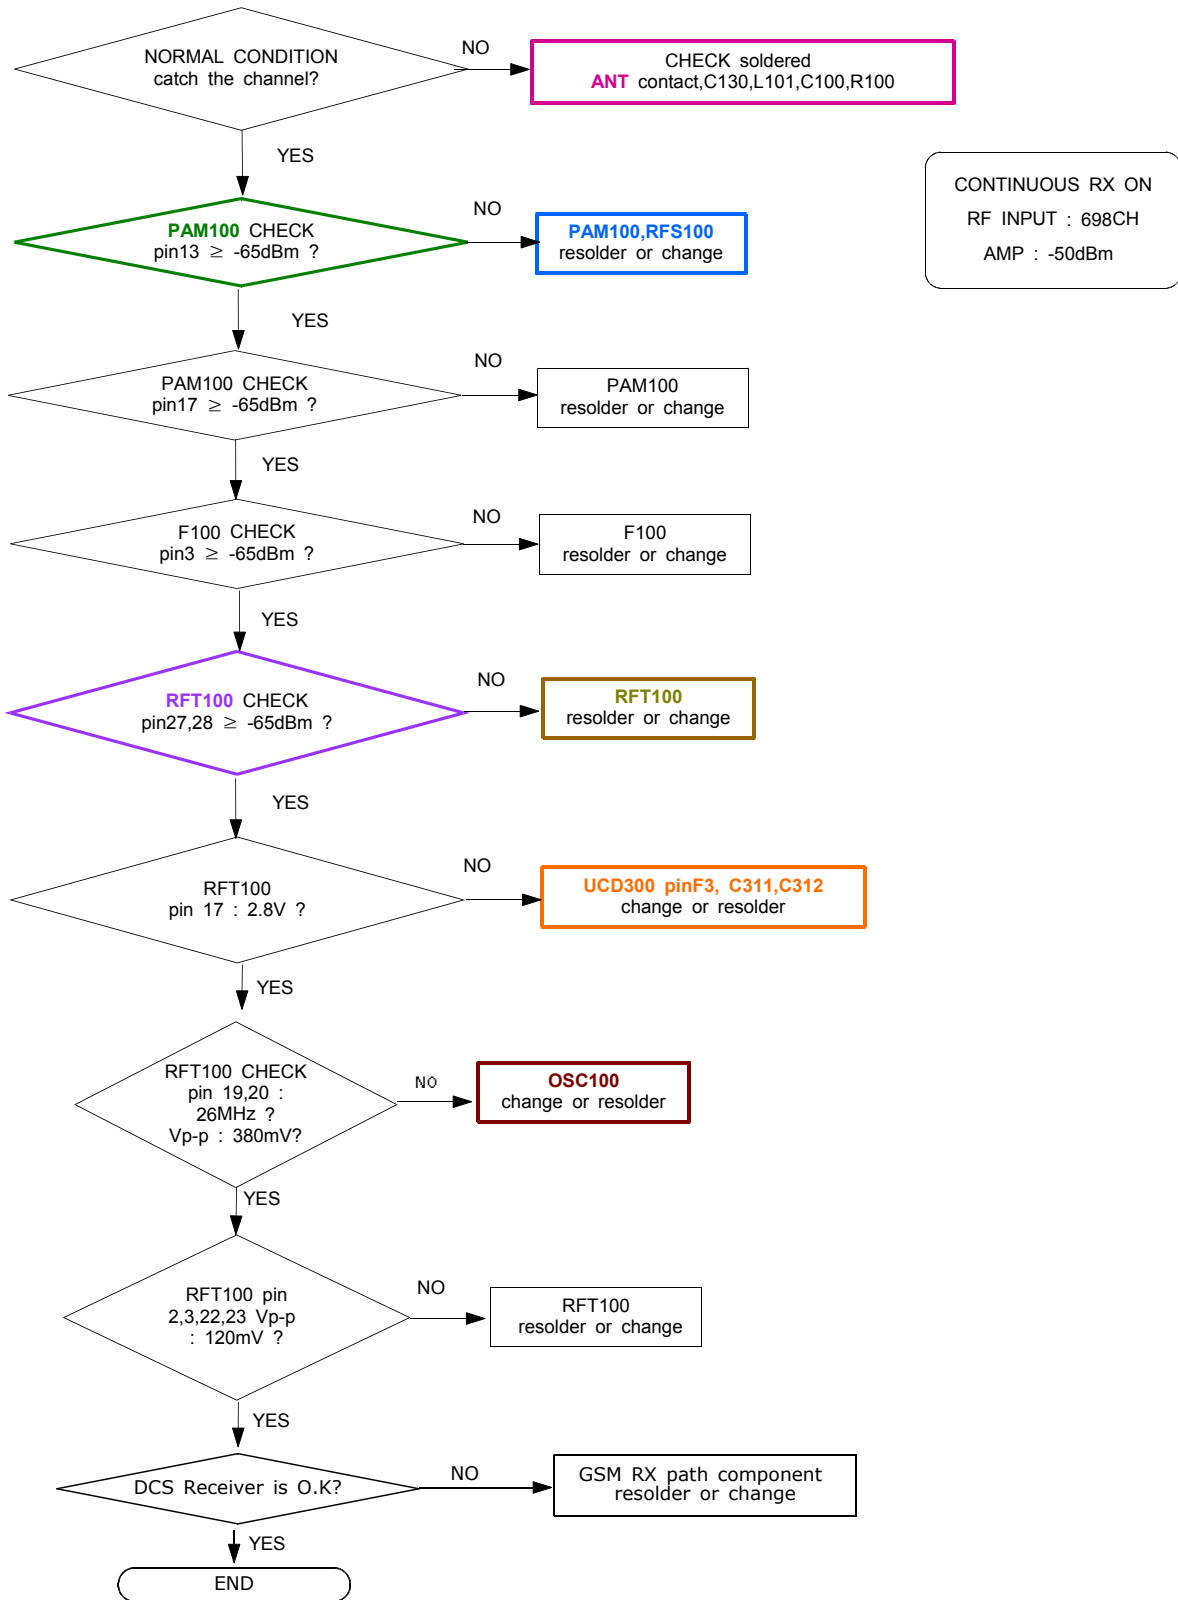 NORMAL CONDITION
catch the channel?
NO
CHECK soldered
ANT contact,C130,L101,C100,R100
YES
CONTINUOUS RX ON
RF INPUT : 698CH
AMP : -50dBm
PAM100 CHECK
pin13 ≥ -65dBm ?
NO
PAM100,RFS100
resolder or change
YES
PAM100 CHECK
pin17 ≥ -65dBm ?
NO
PAM100
resolder or change
YES
F100 CHECK
pin3 ≥ -65dBm ?
NO
F100
resolder or change
YES
RFT100 CHECK
pin27,28 ≥ -65dBm ?
NO
RFT100
resolder or change
YES
RFT100
pin 17 : 2.8V ?
NO
UCD300 pinF3, C311,C312
change or resolder
YES
RFT100 CHECK
pin 19,20 :
26MHz ?
Vp-p : 380mV?
NO
OSC100
change or resolder
YES
RFT100 pin
2,3,22,23 Vp-p
: 120mV ?
NO
RFT100
resolder or change
YES
DCS Receiver is O.K?
NO
GSM RX path component
resolder or change
YES
END